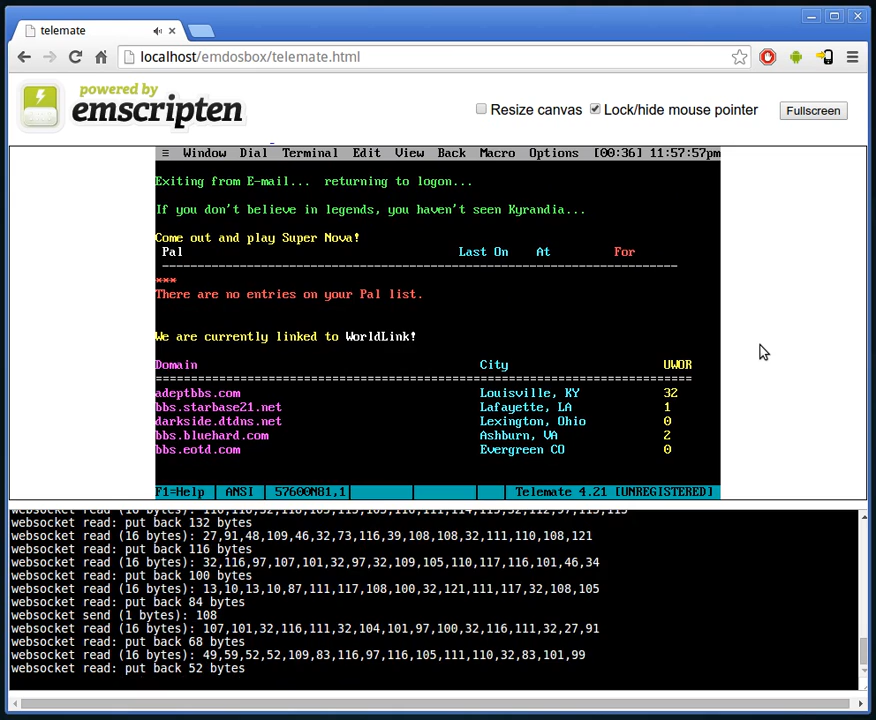 telemate
localhost/emdosbox/telemate.html
powered by
emscripten
Resize canvas
Lock/hide mouse pointer
Fullscreen
≡ Window Dial Terminal Edit View Back Macro Options [00:36] 11:57:57pm
Exiting from E-mail... returning to logon...
If you don't believe in legends, you haven't seen Kyrandia...
Come out and play Super Nova!
Pal Last On At For
***
There are no entries on your Pal list.
We are currently linked to WorldLink!
Domain City UWOR
adeptbbs.com Louisville, KY 32
bbs.starbase21.net Lafayette, LA 1
darkside.dtdns.net Lexington, Ohio 0
bbs.bluehard.com Ashburn, VA 2
bbs.eotd.com Evergreen CO 0
F1=Help ANSI 57600N81,1 Telemate 4.21 [UNREGISTERED]
websocket read: put back 132 bytes
websocket read (16 bytes): 27,91,48,109,46,32,73,116,39,108,108,32,111,110,108,121
websocket read: put back 116 bytes
websocket read (16 bytes): 32,116,97,107,101,32,97,32,109,105,110,117,116,101,46,34
websocket read: put back 100 bytes
websocket read (16 bytes): 13,10,13,10,87,111,117,108,100,32,121,111,117,32,108,105
websocket read: put back 84 bytes
websocket send (1 bytes): 108
websocket read (16 bytes): 107,101,32,116,111,32,104,101,97,100,32,116,111,32,27,91
websocket read: put back 68 bytes
websocket read (16 bytes): 49,59,52,52,109,83,116,97,116,105,111,110,32,83,101,99
websocket read: put back 52 bytes